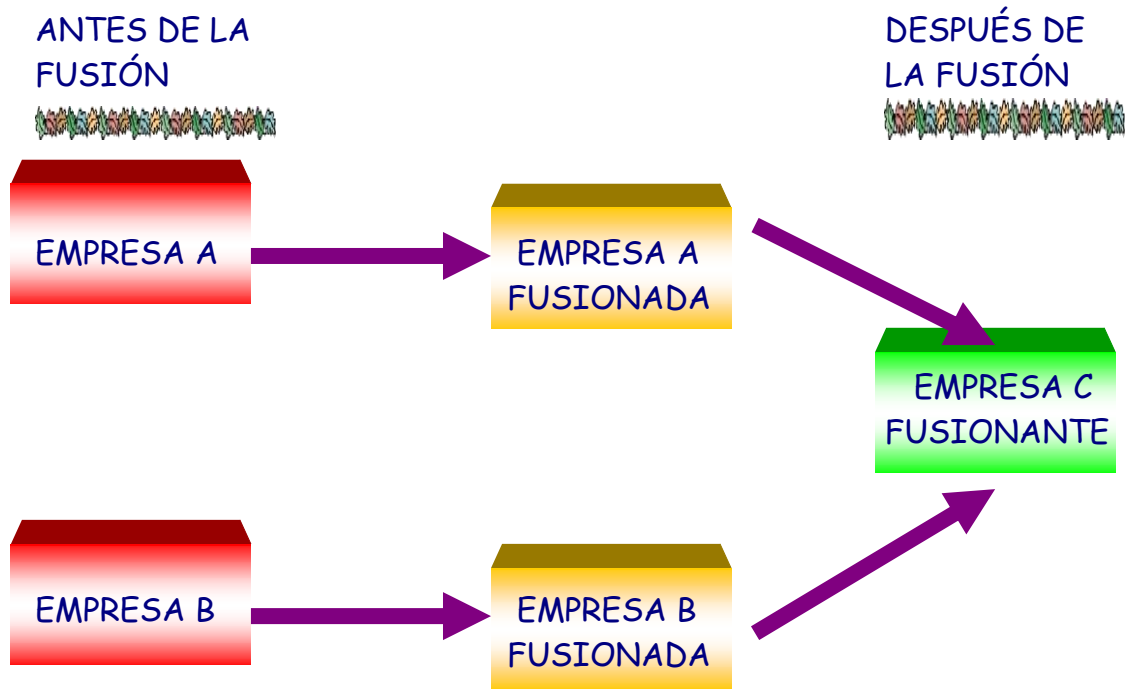 ANTES DE LA
FUSIÓN
DESPUÉS DE
LA FUSIÓN
EMPRESA A
EMPRESA A
FUSIONADA
EMPRESA C
FUSIONANTE
EMPRESA B
EMPRESA B
FUSIONADA